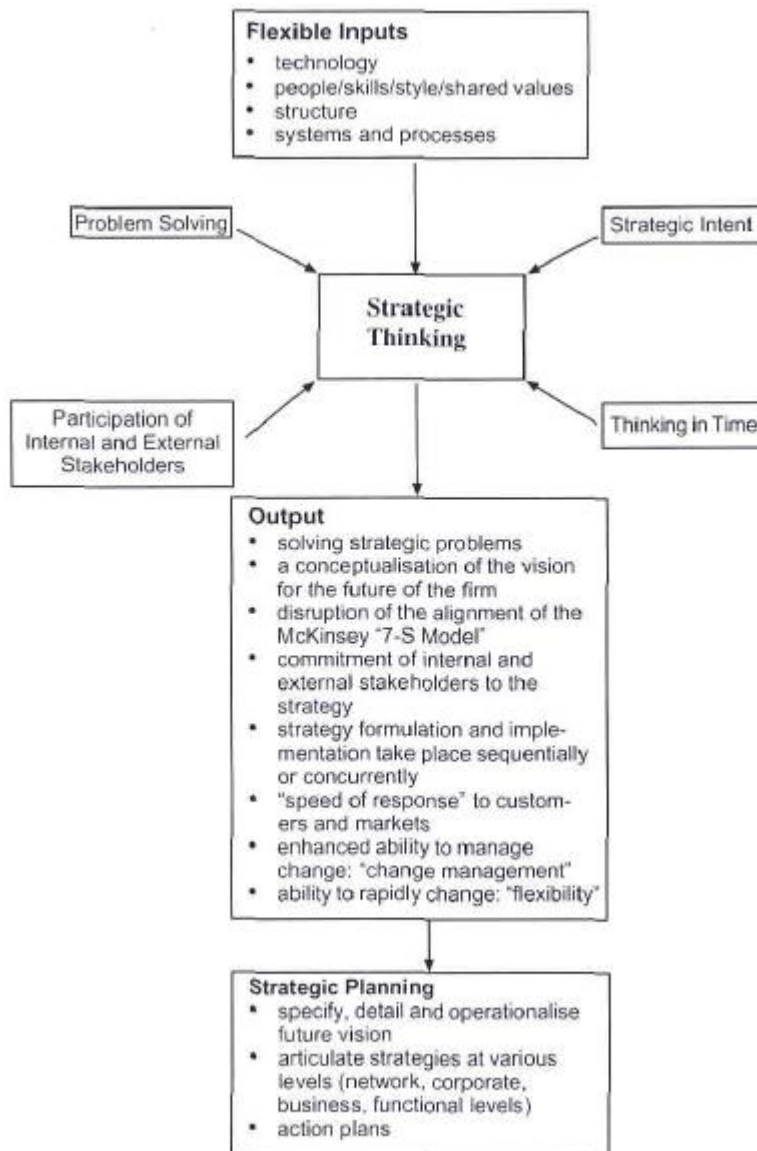 Flexible Inputs
• technology
• people/skills/style/shared values
• structure
• systems and processes
Problem Solving
Strategic Intent
Strategic
Thinking
Participation of
Internal and External
Stakeholders
Thinking in Time
Output
• solving strategic problems
• a conceptualisation of the vision
for the future of the firm
• disruption of the alignment of the
McKinsey “7-S Model”
• commitment of internal and
external stakeholders to the
strategy
• strategy formulation and imple-
mentation take place sequentially
or concurrently
• “speed of response” to custom-
ers and markets
• enhanced ability to manage
change: “change management”
• ability to rapidly change: “flexibility”
Strategic Planning
• specify, detail and operationalise
future vision
• articulate strategies at various
levels (network, corporate,
business, functional levels)
• action plans